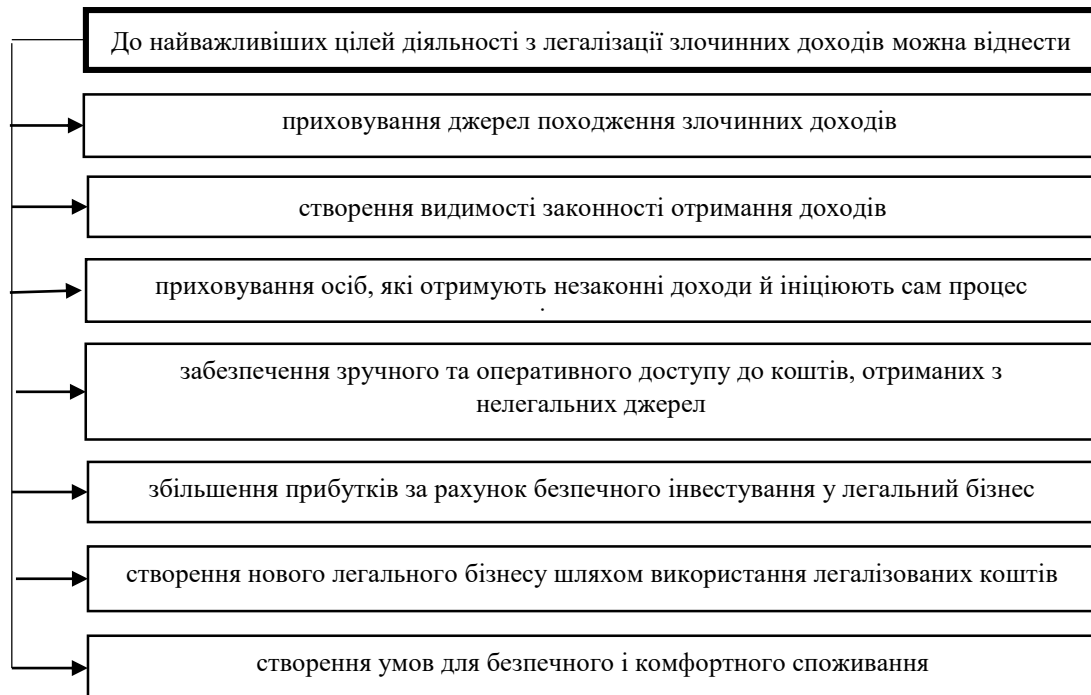 До найважливіших цілей діяльності з легалізації злочинних доходів можна віднести
приховування джерел походження злочинних доходів
створення видимості законності отримання доходів
приховування осіб, які отримують незаконні доходи й ініціюють сам процес
.
забезпечення зручного та оперативного доступу до коштів, отриманих з
нелегальних джерел
збільшення прибутків за рахунок безпечного інвестування у легальний бізнес
створення нового легального бізнесу шляхом використання легалізованих коштів
створення умов для безпечного і комфортного споживання